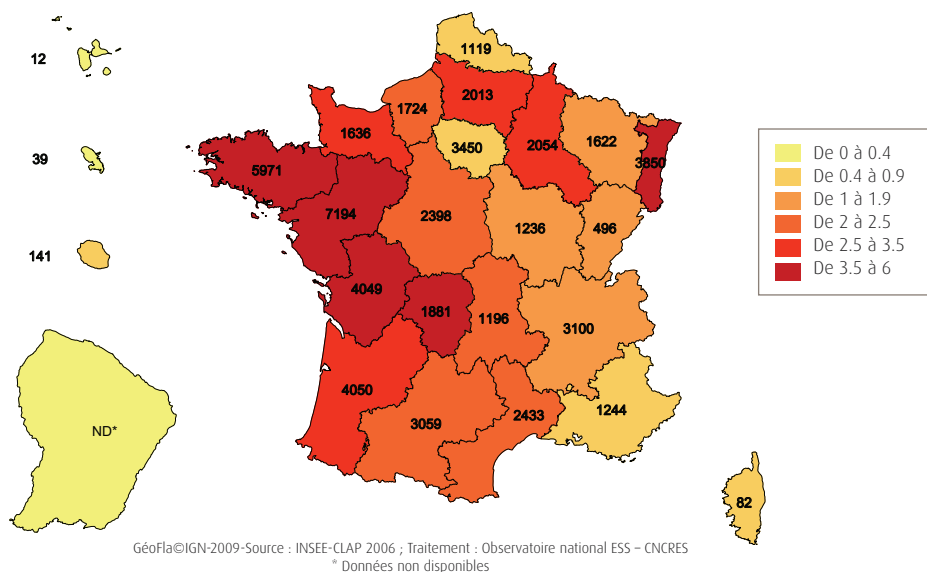 12
1119
1724
2013
1636
3450
2054
1622
3850
39
5971
7194
2398
1236
496
141
4049
1881
1196
3100
4050
3059
2433
1244
ND*
82
De 0 à 0.4
De 0.4 à 0.9
De 1 à 1.9
De 2 à 2.5
De 2.5 à 3.5
De 3.5 à 6
GéoFla©IGN-2009-Source : INSEE-CLAP 2006 ; Traitement : Observatoire national ESS – CNCRES
* Données non disponibles